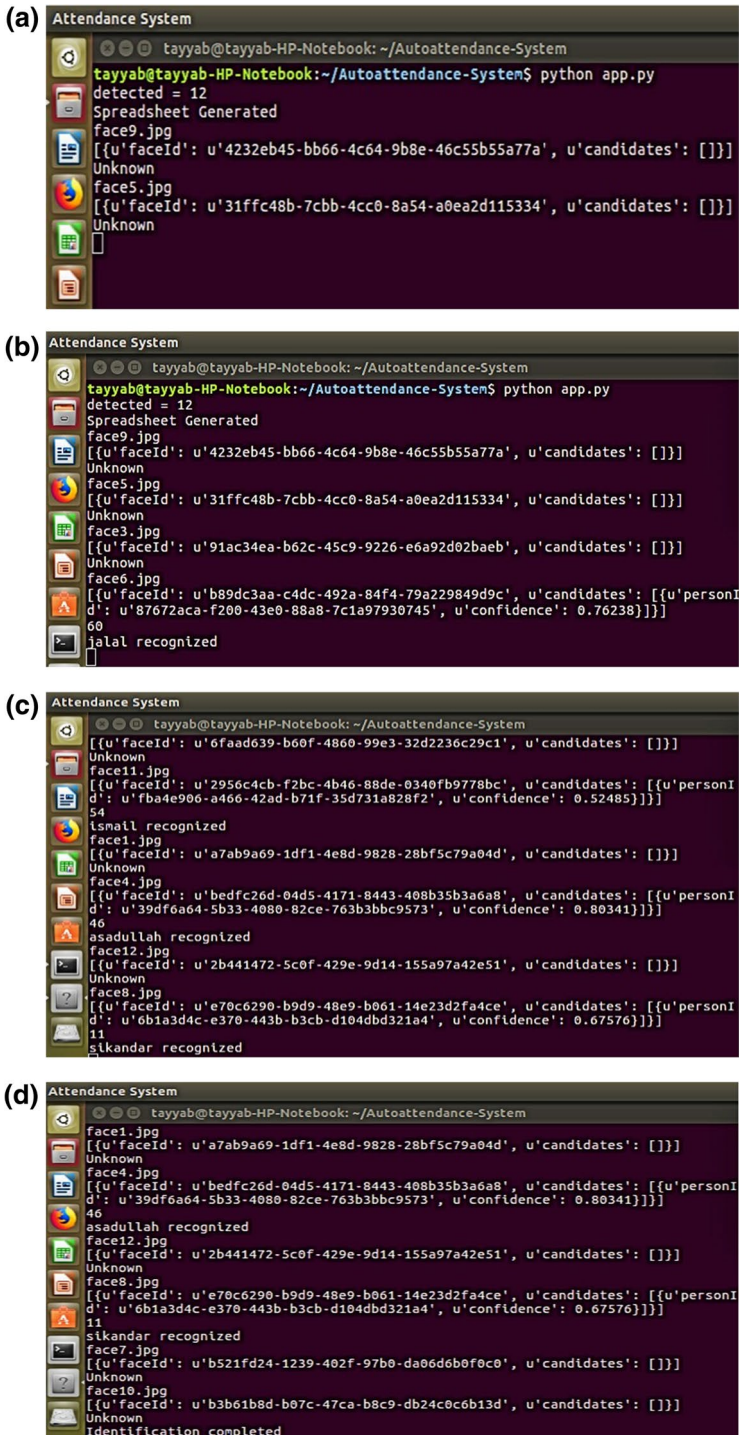 (a)
Attendance System
tayyab@tayyab-HP-Notebook: ~/Autoattendance-System
tayyab@tayyab-HP-Notebook:~/Autoattendance-System$ python app.py
detected = 12
Spreadsheet Generated
face9.jpg
[{u'faceId': u'4232eb45-bb66-4c64-9b8e-46c55b55a77a', u'candidates': []}]
Unknown
face5.jpg
[{u'faceId': u'31ffc48b-7cbb-4cc0-8a54-a0ea2d115334', u'candidates': []}]
Unknown
(b)
Attendance System
tayyab@tayyab-HP-Notebook: ~/Autoattendance-System
tayyab@tayyab-HP-Notebook:~/Autoattendance-System$ python app.py
detected = 12
Spreadsheet Generated
face9.jpg
[{u'faceId': u'4232eb45-bb66-4c64-9b8e-46c55b55a77a', u'candidates': []}]
Unknown
face5.jpg
[{u'faceId': u'31ffc48b-7cbb-4cc0-8a54-a0ea2d115334', u'candidates': []}]
Unknown
face3.jpg
[{u'faceId': u'91ac34ea-b62c-45c9-9226-e6a92d02baeb', u'candidates': []}]
Unknown
face6.jpg
[{u'faceId': u'b89dc3aa-c4dc-492a-84f4-79a229849d9c', u'candidates': [{u'personI
d': u'87672aca-f200-43e0-88a8-7c1a97930745', u'confidence': 0.76238}]}]
60
jalal recognized
(c)
Attendance System
tayyab@tayyab-HP-Notebook: ~/Autoattendance-System
[{u'faceId': u'6faad639-b60f-4860-99e3-32d2236c29c1', u'candidates': []}]
Unknown
face11.jpg
[{u'faceId': u'2956c4cb-f2bc-4b46-88de-0340fb9778bc', u'candidates': [{u'personI
d': u'fba4e906-a466-42ad-b71f-35d731a828f2', u'confidence': 0.52485}]}]
54
ismail recognized
face1.jpg
[{u'faceId': u'a7ab9a69-1df1-4e8d-9828-28bf5c79a04d', u'candidates': []}]
Unknown
face4.jpg
[{u'faceId': u'bedfc26d-04d5-4171-8443-408b35b3a6a8', u'candidates': [{u'personI
d': u'39df6a64-5b33-4080-82ce-763b3bbc9573', u'confidence': 0.80341}]}]
46
asadullah recognized
face12.jpg
[{u'faceId': u'2b441472-5c0f-429e-9d14-155a97a42e51', u'candidates': []}]
Unknown
face8.jpg
[{u'faceId': u'e70c6290-b9d9-48e9-b061-14e23d2fa4ce', u'candidates': [{u'personI
d': u'6b1a3d4c-e370-443b-b3cb-d104dbd321a4', u'confidence': 0.67576}]}]
11
sikandar recognized
(d)
Attendance System
tayyab@tayyab-HP-Notebook: ~/Autoattendance-System
face1.jpg
[{u'faceId': u'a7ab9a69-1df1-4e8d-9828-28bf5c79a04d', u'candidates': []}]
Unknown
face4.jpg
[{u'faceId': u'bedfc26d-04d5-4171-8443-408b35b3a6a8', u'candidates': [{u'personI
d': u'39df6a64-5b33-4080-82ce-763b3bbc9573', u'confidence': 0.80341}]}]
46
asadullah recognized
face12.jpg
[{u'faceId': u'2b441472-5c0f-429e-9d14-155a97a42e51', u'candidates': []}]
Unknown
face8.jpg
[{u'faceId': u'e70c6290-b9d9-48e9-b061-14e23d2fa4ce', u'candidates': [{u'personI
d': u'6b1a3d4c-e370-443b-b3cb-d104dbd321a4', u'confidence': 0.67576}]}]
11
sikandar recognized
face7.jpg
[{u'faceId': u'b521fd24-1239-402f-97b0-da06d6b0f0c0', u'candidates': []}]
Unknown
face10.jpg
[{u'faceId': u'b3b61b8d-b07c-47ca-b8c9-db24c0c6b13d', u'candidates': []}]
Unknown
Identification completed